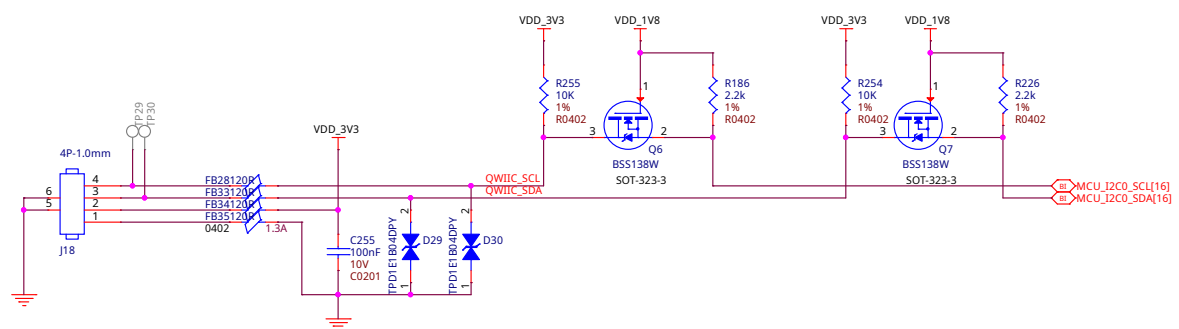 VDD_3V3
VDD_1V8
VDD_3V3
VDD_1V8
R255
10K
1%
R0402
1
R186
2.2k
1%
R0402
R254
10K
1%
R0402
1
R226
2.2k
1%
R0402
3
2
3
2
Q6
BSS138W
SOT-323-3
Q7
BSS138W
SOT-323-3
TP29
TP30
VDD_3V3
4P-1.0mm
6
5
4
3
2
1
J18
FB28120R
FB33120R
FB34120R
FB35120R
0402
1.3A
QWIIC_SCL
QWIIC_SDA
BI
MCU_I2C0_SCL[16]
BI
MCU_I2C0_SDA[16]
C255
100nF
10V
C0201
2
D29
TPD1E1B04DPY
1
2
D30
TPD1E1B04DPY
1